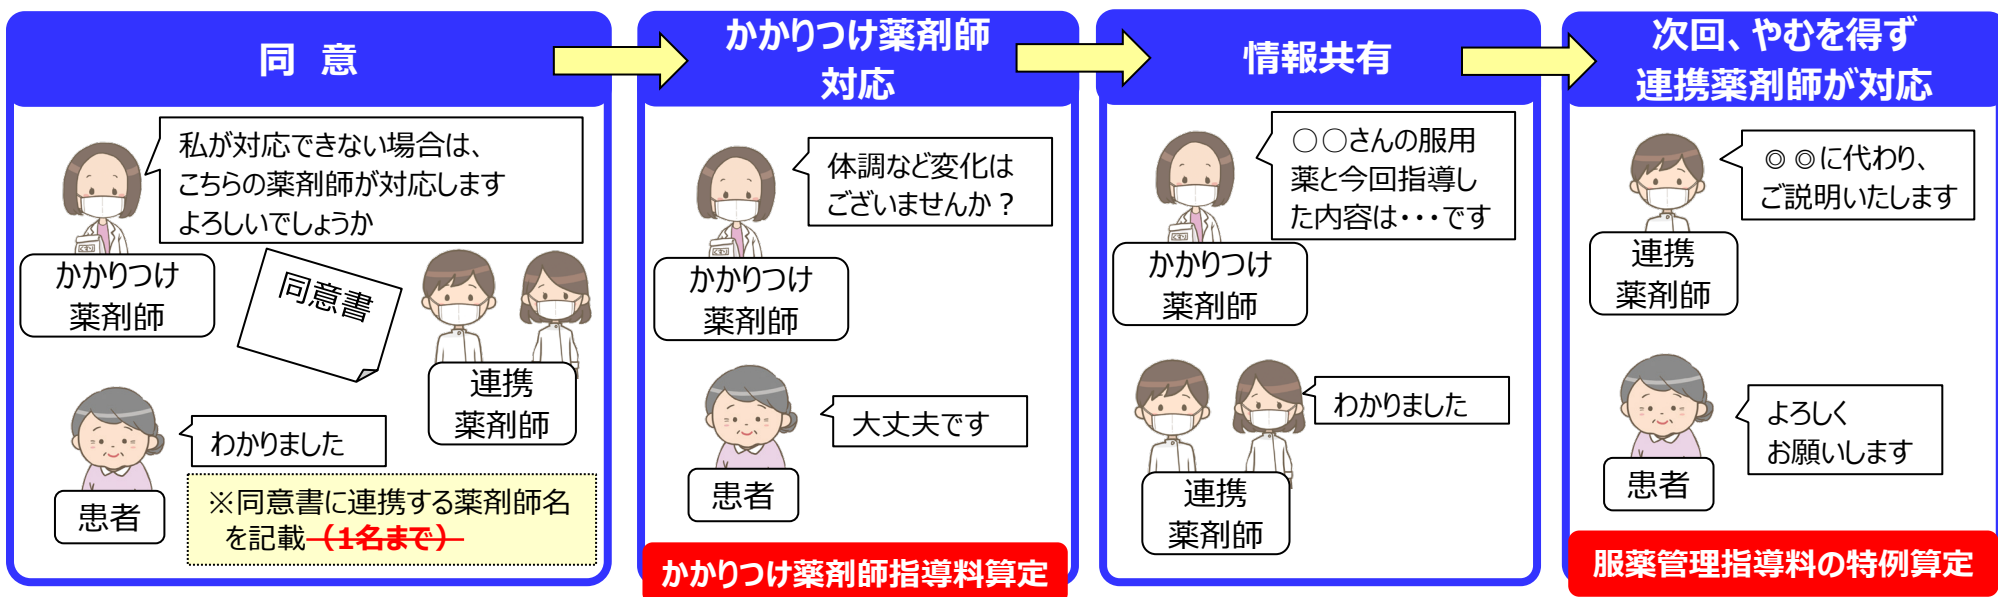 同 意
私が対応できない場合は、
こちらの薬剤師が対応します
よろしいでしょうか
かかりつけ
薬剤師
同意書
連携
薬剤師
わかりました
患者
※同意書に連携する薬剤師名
を記載（1名まで）
かかりつけ薬剤師
対応
体調など変化は
ございませんか？
かかりつけ
薬剤師
大丈夫です
患者
かかりつけ薬剤師指導料算定
情報共有
○○さんの服用
薬と今回指導し
た内容は・・・です
かかりつけ
薬剤師
わかりました
連携
薬剤師
次回、やむを得ず
連携薬剤師が対応
◎ ◎に代わり、
ご説明いたします
連携
薬剤師
よろしく
お願いします
患者
服薬管理指導料の特例算定